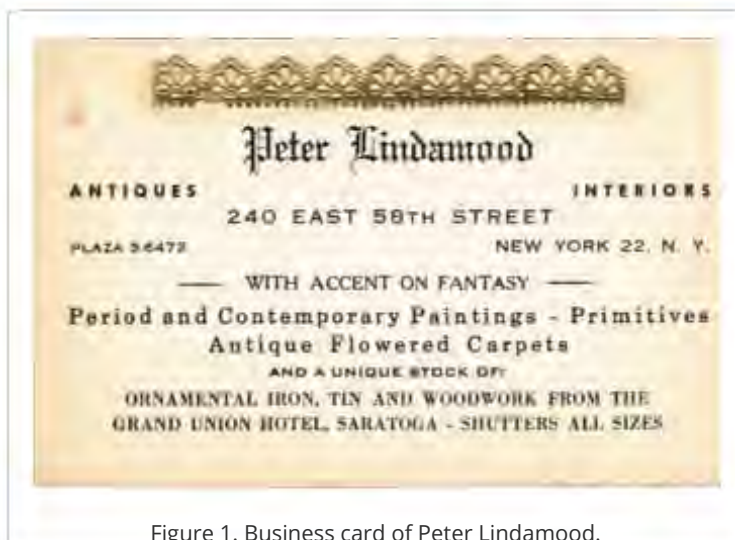 Peter Lindamood
ANTIQUES INTERIORS
240 EAST 58TH STREET
PLAZA NEW YORK 22, N. Y.
WITH ACCENT ON FANTASY
Period and Contemporary Paintings - Primitives
Antique Flowered Carpets
AND A UNIQUE STOCK OF:
ORNAMENTAL IRON, TIN AND WOODWORK FROM THE
GRAND UNION HOTEL, SARATOGA - SHUTTERS ALL SIZES
Figure 1. Business card of Peter Lindamood.